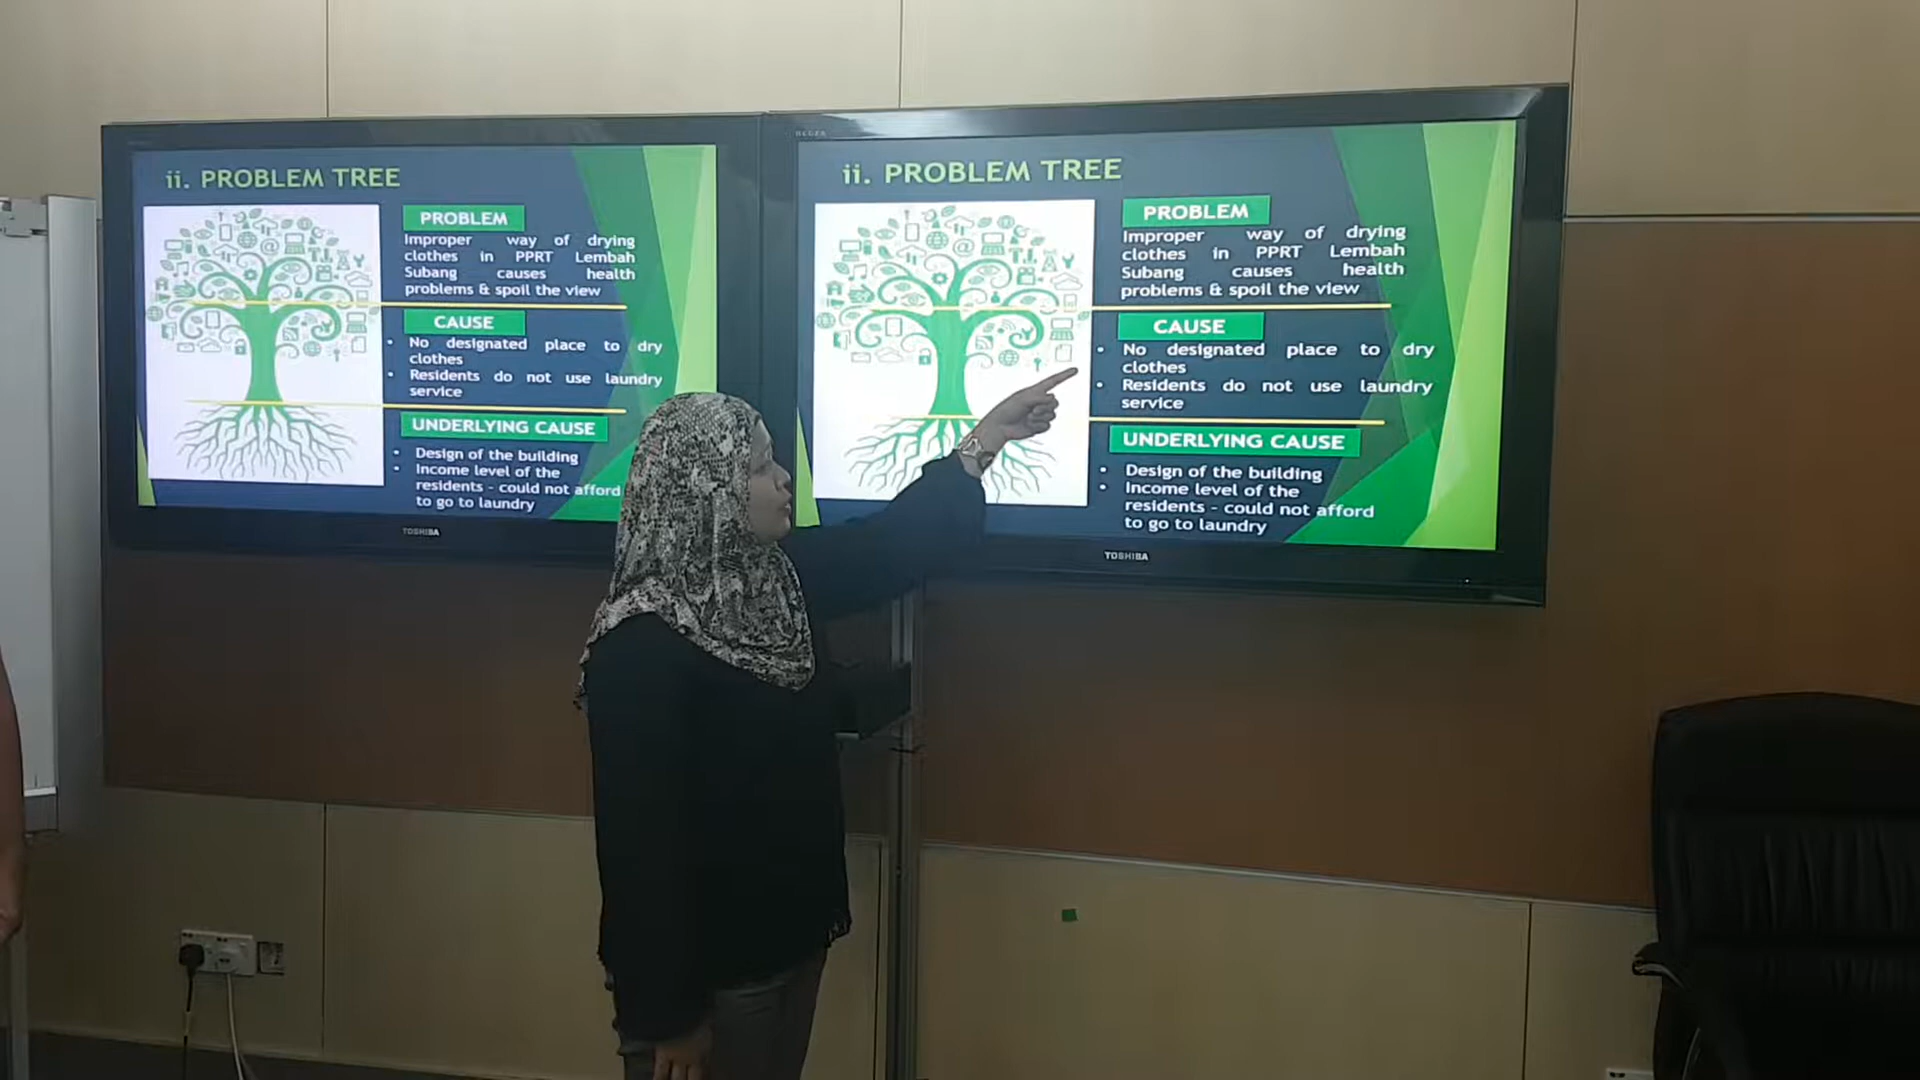 ii. PROBLEM TREE
PROBLEM
Improper way of drying
clothes in PPRT Lembah
Subang causes health
problems & spoil the view
CAUSE
• No designated place to dry
clothes
• Residents do not use laundry
service
UNDERLYING CAUSE
• Design of the building
• Income level of the
residents - could not afford
to go to laundry
TOSHIBA
REGZA
ii. PROBLEM TREE
PROBLEM
Improper way of drying
clothes in PPRT Lembah
Subang causes health
problems & spoil the view
CAUSE
• No designated place to dry
clothes
• Residents do not use laundry
service
UNDERLYING CAUSE
• Design of the building
• Income level of the
residents - could not afford
to go to laundry
TOSHIBA